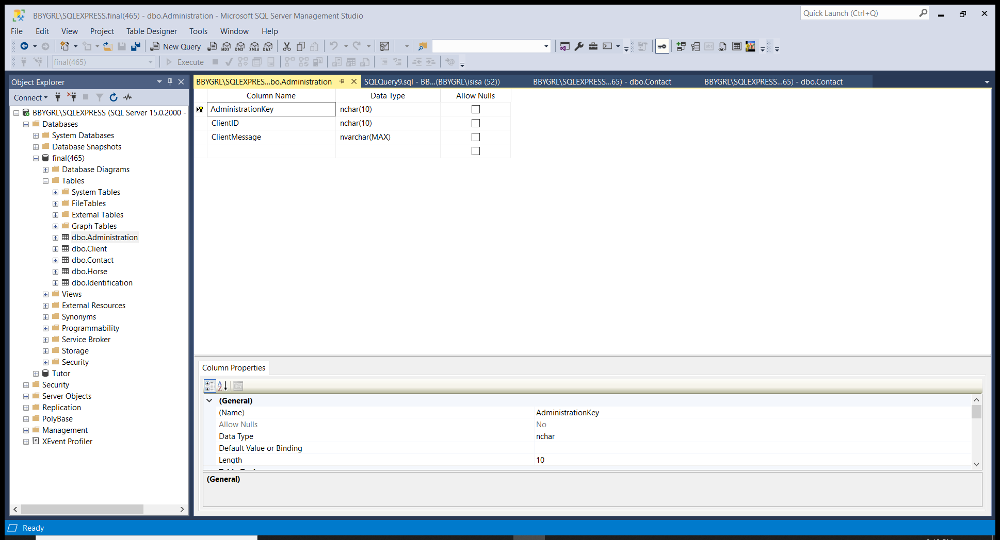 BBYGRL\SQLEXPRESS.final(465) - dbo.Administration - Microsoft SQL Server Management Studio
Quick Launch (Ctrl+Q)
File Edit View Project Table Designer Tools Window Help
New Query MDX DMX XMLA DAX
final(465) Execute
Object Explorer
Connect
BBYGRL\SQLEXPRESS (SQL Server 15.0.2000 -
Databases
System Databases
Database Snapshots
final(465)
Database Diagrams
Tables
System Tables
FileTables
External Tables
Graph Tables
dbo.Administration
dbo.Client
dbo.Contact
dbo.Horse
dbo.Identification
Views
External Resources
Synonyms
Programmability
Service Broker
Storage
Security
Tutor
Security
Server Objects
Replication
PolyBase
Management
XEvent Profiler
BBYGRL\SQLEXPRES...bo.Administration SQLQuery9.sql - BB...(BBYGRL\isisa (52)) BBYGRL\SQLEXPRESS...65) - dbo.Contact BBYGRL\SQLEXPRESS...65) - dbo.Contact
Column Name Data Type Allow Nulls
AdministrationKey nchar(10)
ClientID nchar(10)
ClientMessage nvarchar(MAX)
Column Properties
(General)
(Name) AdministrationKey
Allow Nulls No
Data Type nchar
Default Value or Binding
Length 10
(General)
Ready